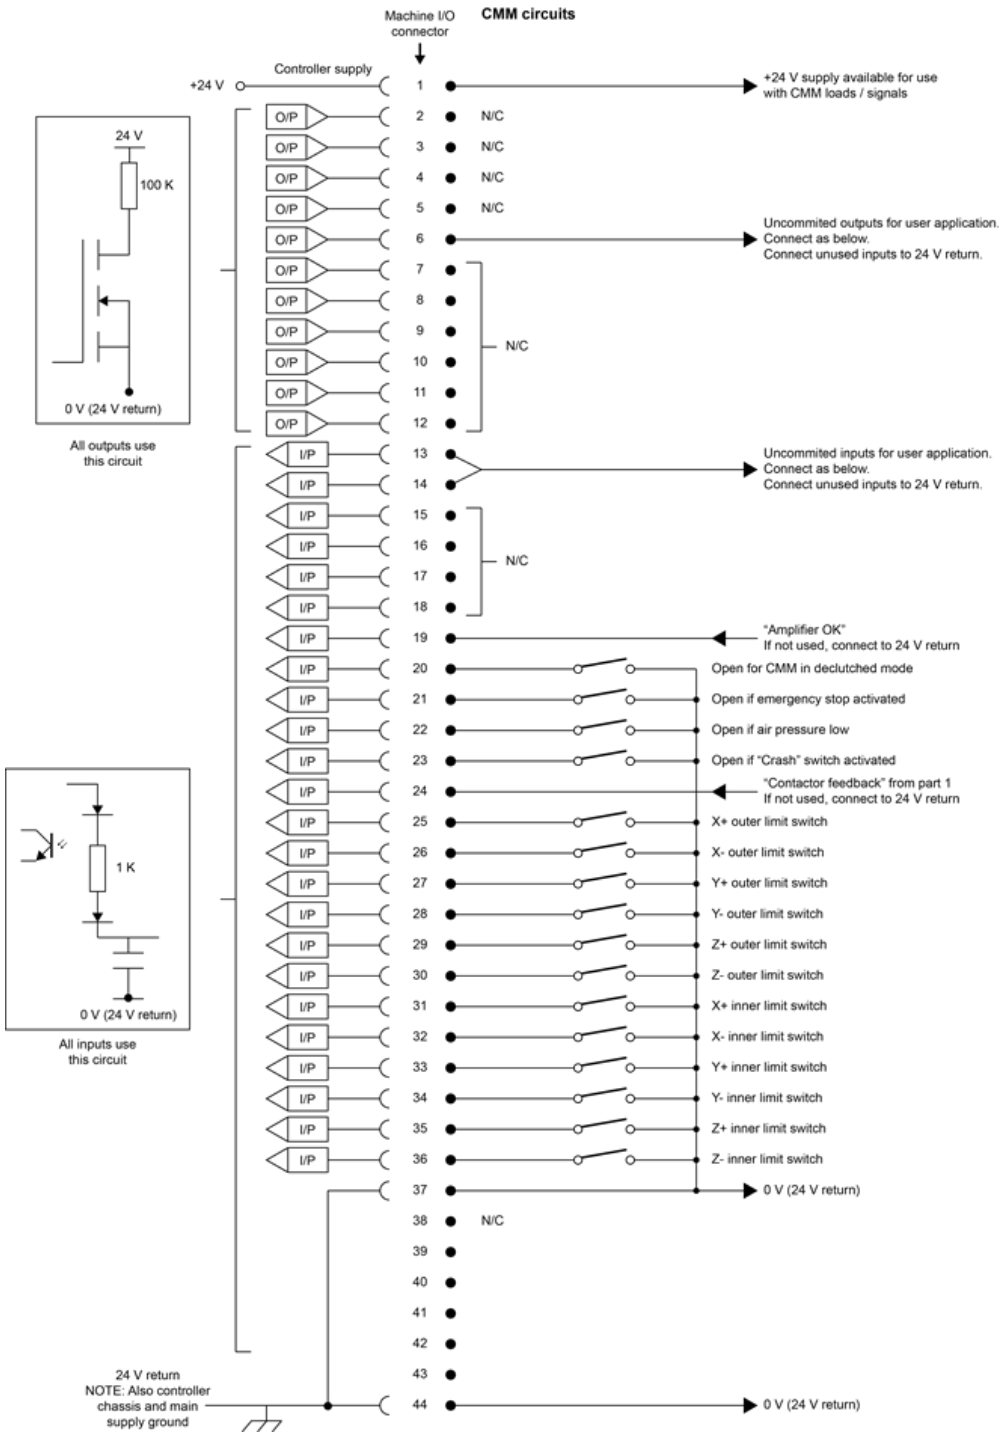 Machine I/O
connector
CMM circuits
Controller supply
+24 V
1
+24 V supply available for use
with CMM loads / signals
O/P
2
N/C
O/P
3
N/C
O/P
4
N/C
O/P
5
N/C
O/P
6
Uncommited outputs for user application.
Connect as below.
Connect unused inputs to 24 V return.
O/P
7
O/P
8
O/P
9
N/C
O/P
10
O/P
11
O/P
12
24 V
100 K
0 V (24 V return)
All outputs use
this circuit
I/P
13
I/P
14
Uncommited inputs for user application.
Connect as below.
Connect unused inputs to 24 V return.
I/P
15
I/P
16
N/C
I/P
17
I/P
18
I/P
19
“Amplifier OK”
If not used, connect to 24 V return
I/P
20
Open for CMM in declutched mode
I/P
21
Open if emergency stop activated
I/P
22
Open if air pressure low
I/P
23
Open if “Crash” switch activated
I/P
24
“Contactor feedback” from part 1
If not used, connect to 24 V return
I/P
25
X+ outer limit switch
I/P
26
X- outer limit switch
I/P
27
Y+ outer limit switch
I/P
28
Y- outer limit switch
I/P
29
Z+ outer limit switch
I/P
30
Z- outer limit switch
I/P
31
X+ inner limit switch
I/P
32
X- inner limit switch
I/P
33
Y+ inner limit switch
I/P
34
Y- inner limit switch
I/P
35
Z+ inner limit switch
I/P
36
Z- inner limit switch
1 K
0 V (24 V return)
All inputs use
this circuit
37
0 V (24 V return)
38
N/C
39
40
41
42
43
24 V return
NOTE: Also controller
chassis and main
supply ground
44
0 V (24 V return)